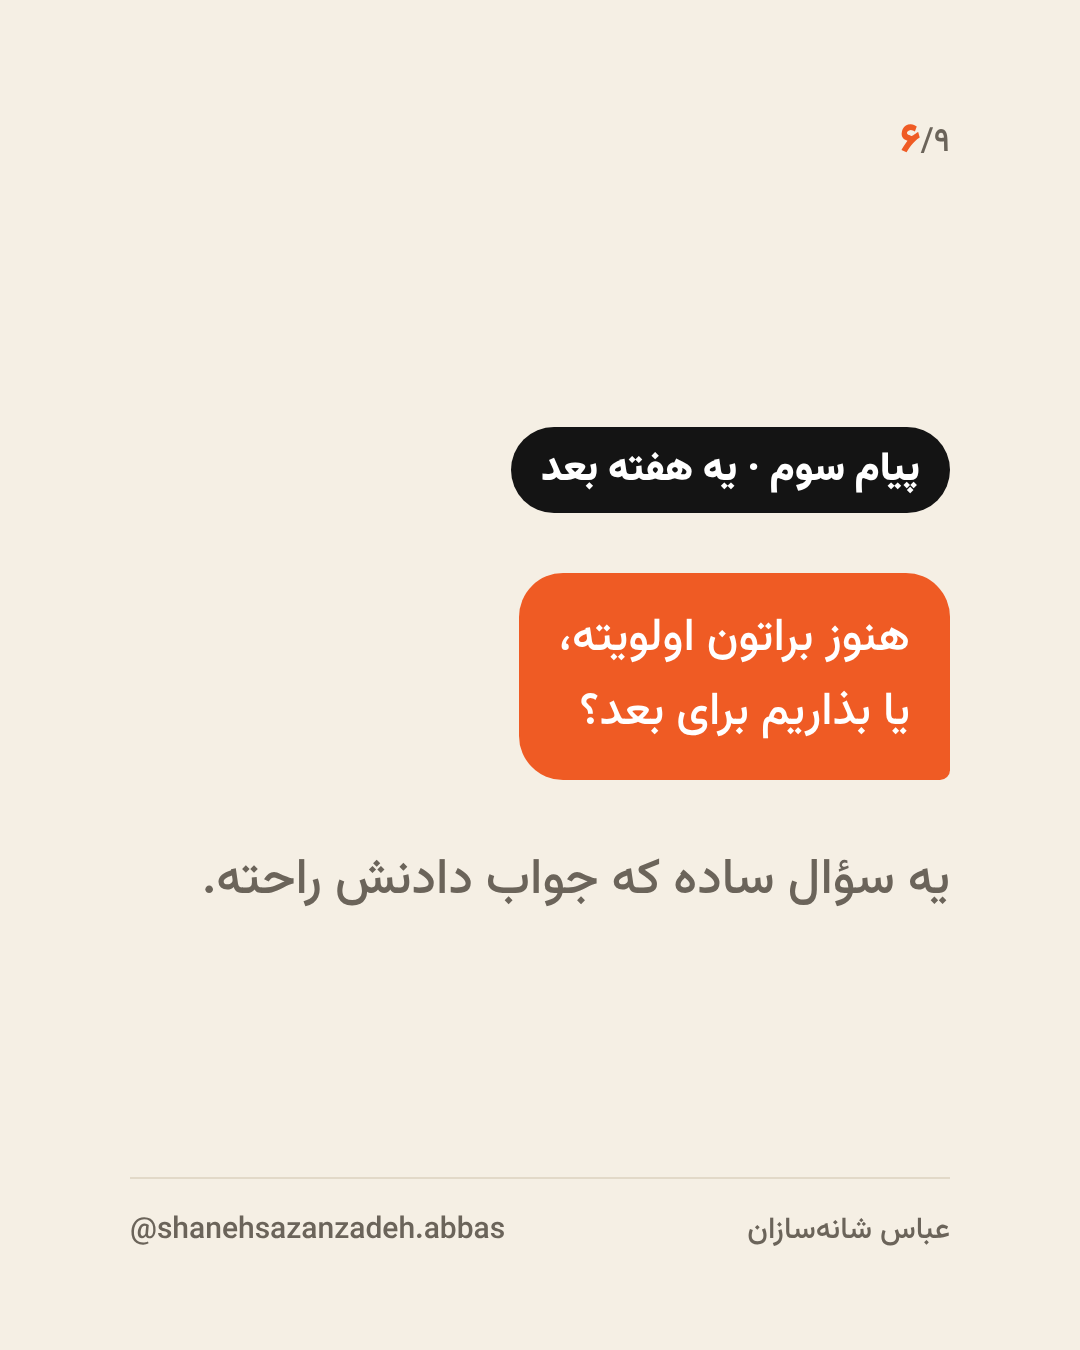 ۶/۹
پیام سوم · یه هفته بعد
هنوز براتون اولویته،
یا بذاریم برای بعد؟
یه سؤال ساده که جواب دادنش راحته.
عباس شانه‌سازان
@shanehsazanzadeh.abbas